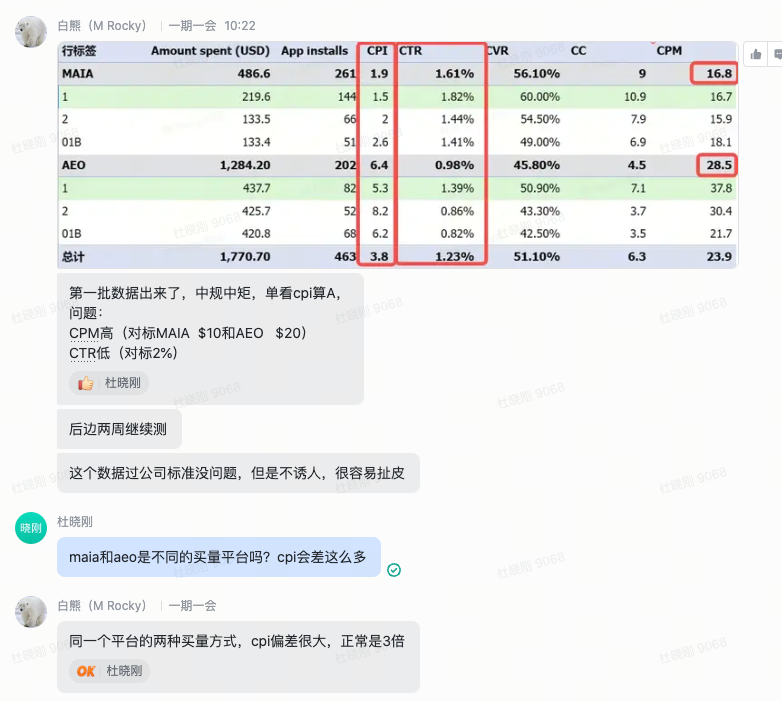 白熊（M Rocky） 一期一会 10:22
行标签 Amount spent (USD) App installs CPI CTR CVR CC CPM
MAIA 486.6 261 1.9 1.61% 56.10% 9 16.8
1 219.6 144 1.5 1.82% 60.00% 10.9 16.7
2 133.5 66 2 1.44% 54.50% 7.9 15.9
01B 133.4 51 2.6 1.41% 49.00% 6.9 18.1
AEO 1,284.20 202 6.4 0.98% 45.80% 4.5 28.5
1 437.7 82 5.3 1.39% 50.90% 7.1 37.8
2 425.7 52 8.2 0.86% 43.30% 3.7 30.4
01B 420.8 68 6.2 0.82% 42.50% 3.5 21.7
总计 1,770.70 463 3.8 1.23% 51.10% 6.3 23.9
第一批数据出来了，中规中矩，单看cpi算A，
问题：
CPM高（对标MAIA $10和AEO $20）
CTR低（对标2%）
杜晓刚
后边两周继续测
这个数据过公司标准没问题，但是不诱人，很容易扯皮
晓刚 杜晓刚
maia和aeo是不同的买量平台吗？cpi会差这么多
白熊（M Rocky） 一期一会
同一个平台的两种买量方式，cpi偏差很大，正常是3倍
OK 杜晓刚
杜晓刚 9068